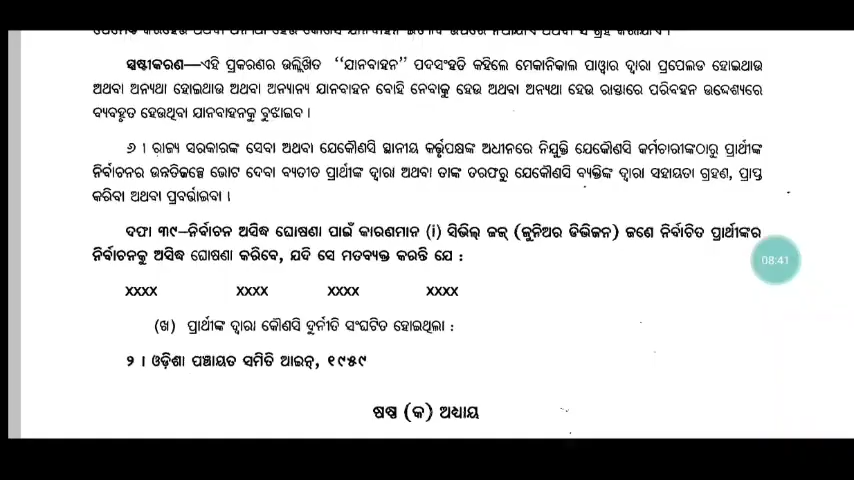 ସ୍ପଷ୍ଟୀକରଣ—ଏହି ପ୍ରକରଣର ଉଲ୍ଲିଖିତ “ଯାନବାହନ” ପଦସଂହତି କହିଲେ ମେକାନିକାଲ ପାୱାର ଦ୍ୱାରା ପ୍ରପେଲଡ ହୋଇଥାଉ
ଅଥବା ଅନ୍ୟଥା ହୋଇଥାଉ ଅଥବା ଅନ୍ୟାନ୍ୟ ଯାନବାହନ ବୋହି ନେବାକୁ ହେଉ ଅଥବା ଅନ୍ୟଥା ହେଉ ରାସ୍ତାରେ ପରିବହନ ଉଦ୍ଦେଶ୍ୟରେ
ବ୍ୟବହୃତ ହେଉଥିବା ଯାନବାହନକୁ ବୁଝାଇବ ।
୬ । ରାଜ୍ୟ ସରକାରଙ୍କ ସେବା ଅଥବା ଯେକୌଣସି ସ୍ଥାନୀୟ କର୍ତ୍ତୃପକ୍ଷଙ୍କ ଅଧୀନରେ ନିଯୁକ୍ତି ଯେକୌଣସି କର୍ମଚାରୀଙ୍କଠାରୁ ପ୍ରାର୍ଥୀଙ୍କ
ନିର୍ବାଚନର ଉନ୍ନତିକଳ୍ପେ ଭୋଟ ଦେବା ବ୍ୟତୀତ ପ୍ରାର୍ଥୀଙ୍କ ଦ୍ୱାରା ଅଥବା ତାଙ୍କ ତରଫରୁ ଯେକୌଣସି ବ୍ୟକ୍ତିଙ୍କ ଦ୍ୱାରା ସହାୟତା ଗ୍ରହଣ, ପ୍ରାପ୍ତ
କରିବା ଅଥବା ପ୍ରବର୍ତ୍ତାଇବା ।
ଦଫା ୩୯–ନିର୍ବାଚନ ଅସିଦ୍ଧ ଘୋଷଣା ପାଇଁ କାରଣମାନ (i) ସିଭିଲ୍ ଜଜ୍ (ଜୁନିଅର ଡିଭିଜନ) ଜଣେ ନିର୍ବାଚିତ ପ୍ରାର୍ଥୀଙ୍କର
ନିର୍ବାଚନକୁ ଅସିଦ୍ଧ ଘୋଷଣା କରିବେ, ଯଦି ସେ ମତବ୍ୟକ୍ତ କରନ୍ତି ଯେ :
XXXX XXXX XXXX XXXX
(ଖ) ପ୍ରାର୍ଥୀଙ୍କ ଦ୍ୱାରା କୌଣସି ଦୁର୍ନୀତି ସଂଘଟିତ ହୋଇଥିଲା :
୨ । ଓଡ଼ିଶା ପଞ୍ଚାୟତ ସମିତି ଆଇନ୍, ୧୯୫୯
ଷଷ୍ଠ (କ) ଅଧ୍ୟାୟ
08:41